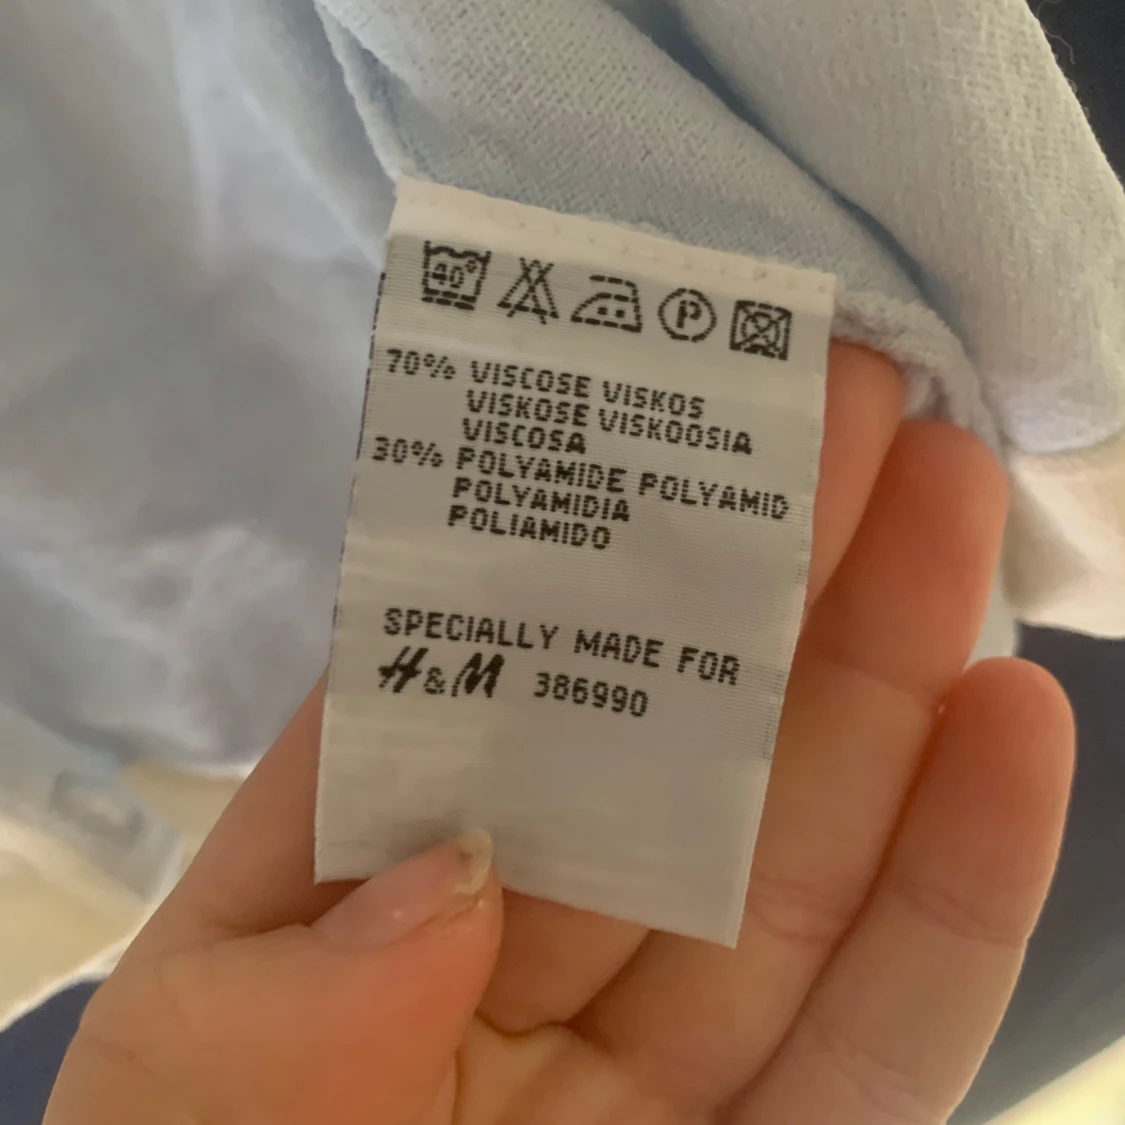 40°
P
70% VISCOSE VISKOS
VISKOSE VISKOOSIA
VISCOSA
30% POLYAMIDE POLYAMID
POLYAMIDIA
POLIAMIDO
SPECIALLY MADE FOR
H&M 386990